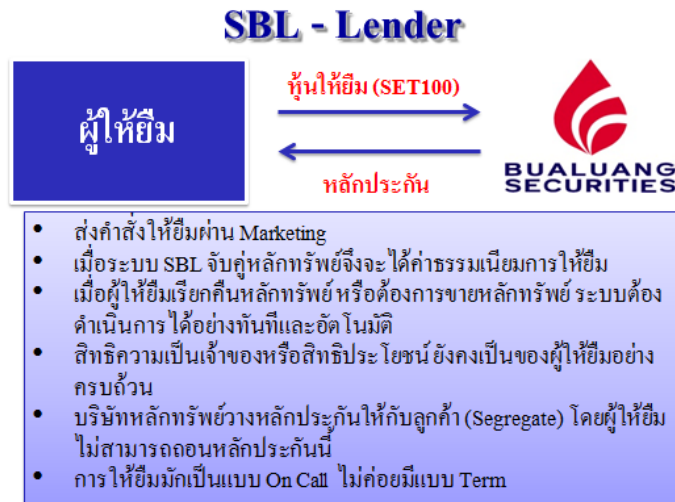 SBL - Lender
หุ้นให้ยืม (SET100)
ผู้ให้ยืม
หลักประกัน
BUALUANG
SECURITIES
• ส่งคำสั่งให้ยืมผ่าน Marketing
• เมื่อระบบ SBL จับคู่หลักทรัพย์จึงจะได้ค่าธรรมเนียมการให้ยืม
• เมื่อผู้ให้ยืมเรียกคืนหลักทรัพย์ หรือต้องการขายหลักทรัพย์ ระบบต้อง
ดำเนินการได้อย่างทันทีและอัตโนมัติ
• สิทธิความเป็นเจ้าของหรือสิทธิประโยชน์ ยังคงเป็นของผู้ให้ยืมอย่าง
ครบถ้วน
• บริษัทหลักทรัพย์วางหลักประกันให้กับลูกค้า (Segregate) โดยผู้ให้ยืม
ไม่สามารถถอนหลักประกันนี้
• การให้ยืมมักเป็นแบบ On Call ไม่ค่อยมีแบบ Term